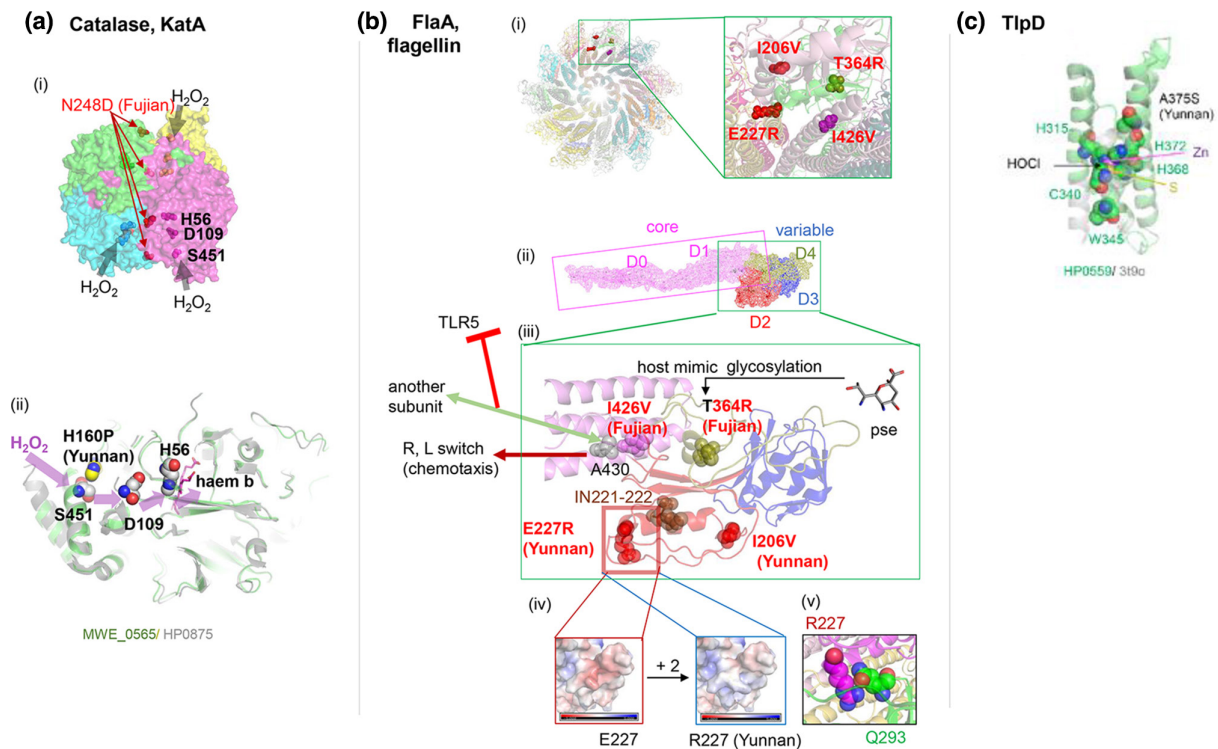 (a) Catalase, KatA
(i)
H₂O₂
N248D (Fujian)
H56
D109
S451
H₂O₂
H₂O₂
(ii)
H₂O₂
H160P
(Yunnan)
H56
haem b
S451
D109
MWE_0565/ HP0875
(b) FlaA,
flagellin
(i)
I206V
T364R
E227R
I426V
(ii)
core
variable
D0
D1
D4
D3
D2
TLR5
(iii)
host mimic glycosylation
another
subunit
I426V
(Fujian)
T364R
(Fujian)
pse
R, L switch
(chemotaxis)
A430
IN221-222
E227R
(Yunnan)
I206V
(Yunnan)
(iv)
+ 2
E227
R227 (Yunnan)
(v)
R227
Q293
(c) TlpD
A375S
(Yunnan)
H315
H372
Zn
HOCl
H368
S
C340
W345
HP0559/ 3t9o